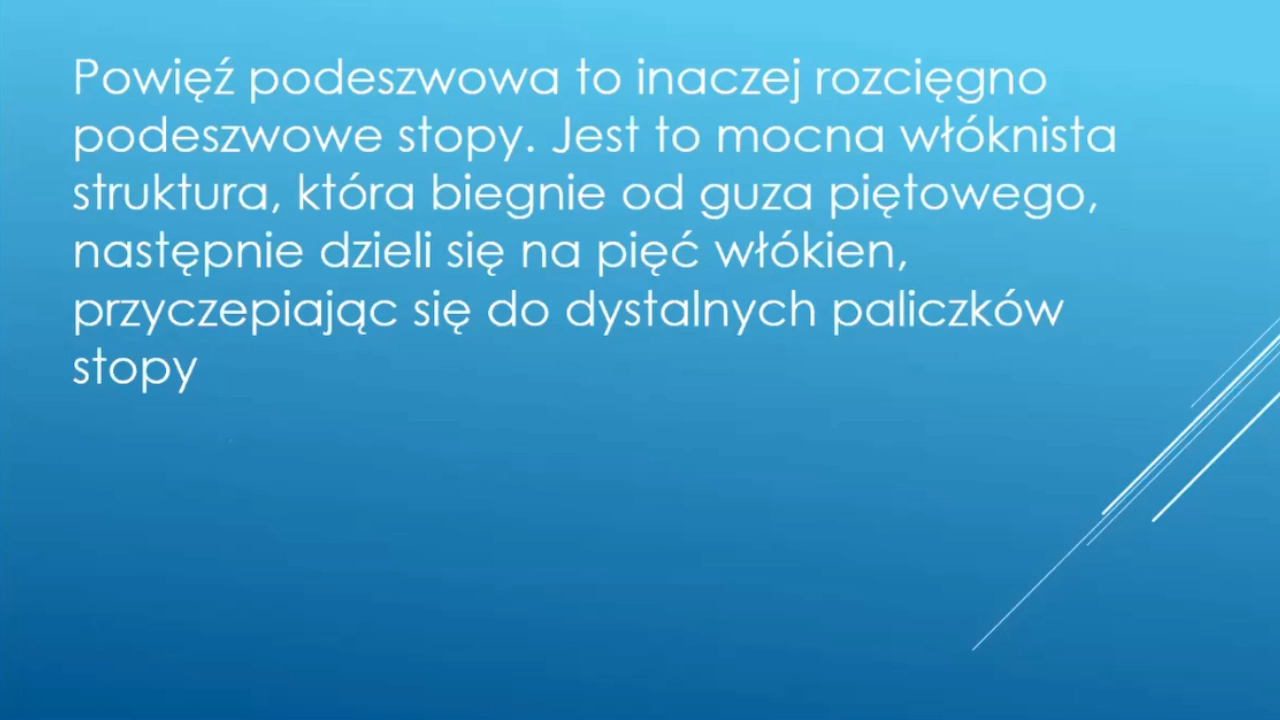 Powięź podeszwowa to inaczej rozcięgno
podeszwowe stopy. Jest to mocna włóknista
struktura, która biegnie od guza piętowego,
następnie dzieli się na pięć włókien,
przyczepiając się do dystalnych paliczków
stopy